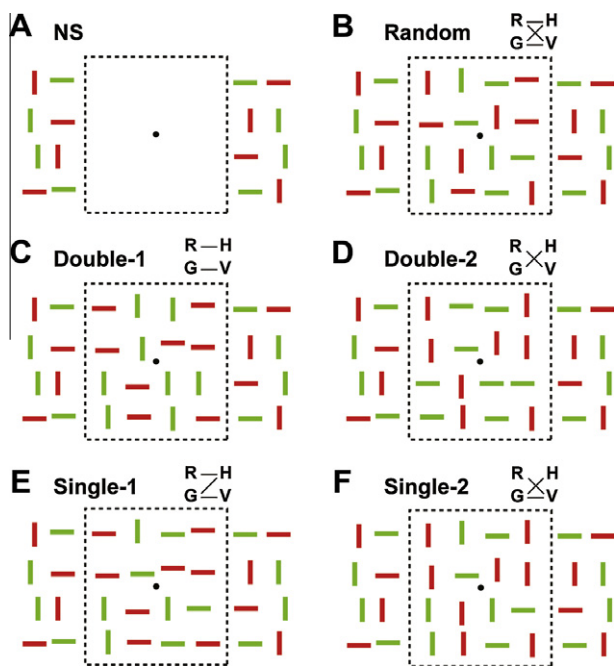 A NS
B Random R H
G V
C Double-1 R H
G V
D Double-2 R H
G V
E Single-1 R H
G V
F Single-2 R H
G V